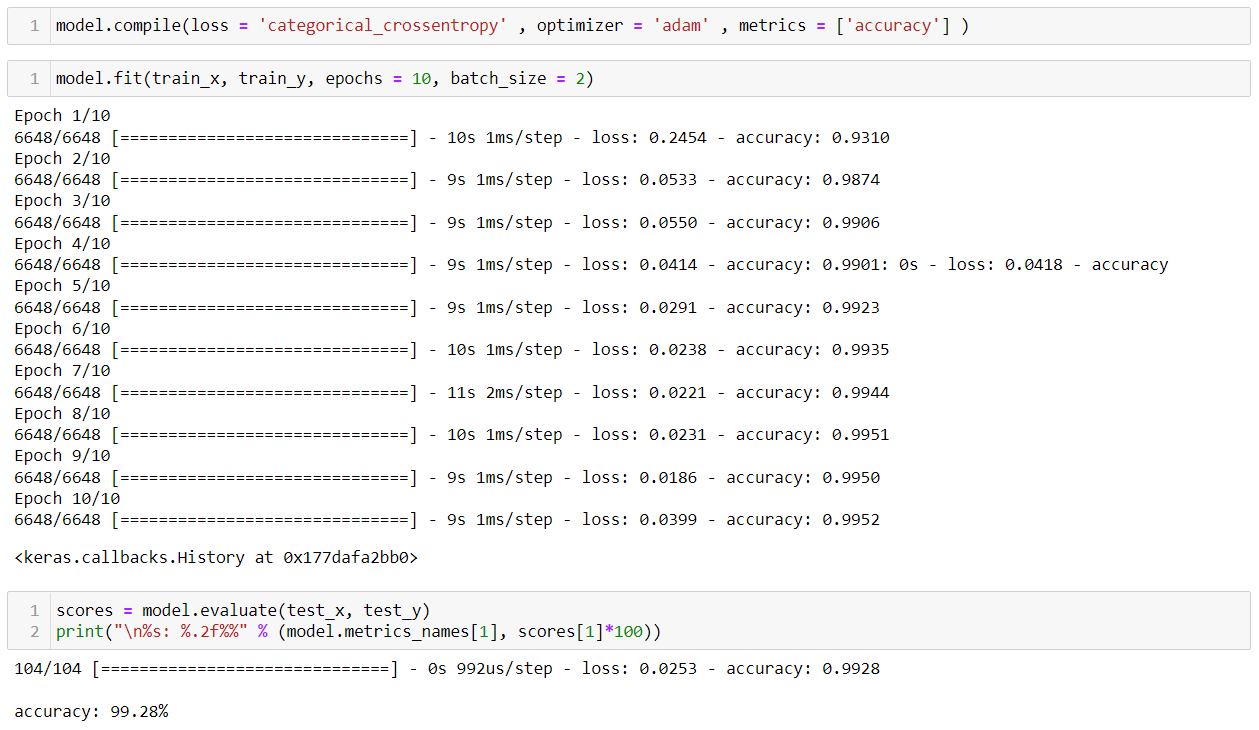 1 model.compile(loss = 'categorical_crossentropy' , optimizer = 'adam' , metrics = ['accuracy'] )
1 model.fit(train_x, train_y, epochs = 10, batch_size = 2)
Epoch 1/10
6648/6648 [==============================] - 10s 1ms/step - loss: 0.2454 - accuracy: 0.9310
Epoch 2/10
6648/6648 [==============================] - 9s 1ms/step - loss: 0.0533 - accuracy: 0.9874
Epoch 3/10
6648/6648 [==============================] - 9s 1ms/step - loss: 0.0550 - accuracy: 0.9906
Epoch 4/10
6648/6648 [==============================] - 9s 1ms/step - loss: 0.0414 - accuracy: 0.9901: 0s - loss: 0.0418 - accuracy
Epoch 5/10
6648/6648 [==============================] - 9s 1ms/step - loss: 0.0291 - accuracy: 0.9923
Epoch 6/10
6648/6648 [==============================] - 10s 1ms/step - loss: 0.0238 - accuracy: 0.9935
Epoch 7/10
6648/6648 [==============================] - 11s 2ms/step - loss: 0.0221 - accuracy: 0.9944
Epoch 8/10
6648/6648 [==============================] - 10s 1ms/step - loss: 0.0231 - accuracy: 0.9951
Epoch 9/10
6648/6648 [==============================] - 9s 1ms/step - loss: 0.0186 - accuracy: 0.9950
Epoch 10/10
6648/6648 [==============================] - 9s 1ms/step - loss: 0.0399 - accuracy: 0.9952
<keras.callbacks.History at 0x177dafa2bb0>
1 scores = model.evaluate(test_x, test_y)
2 print("\n%s: %.2f%%" % (model.metrics_names[1], scores[1]*100))
104/104 [==============================] - 0s 992us/step - loss: 0.0253 - accuracy: 0.9928
accuracy: 99.28%